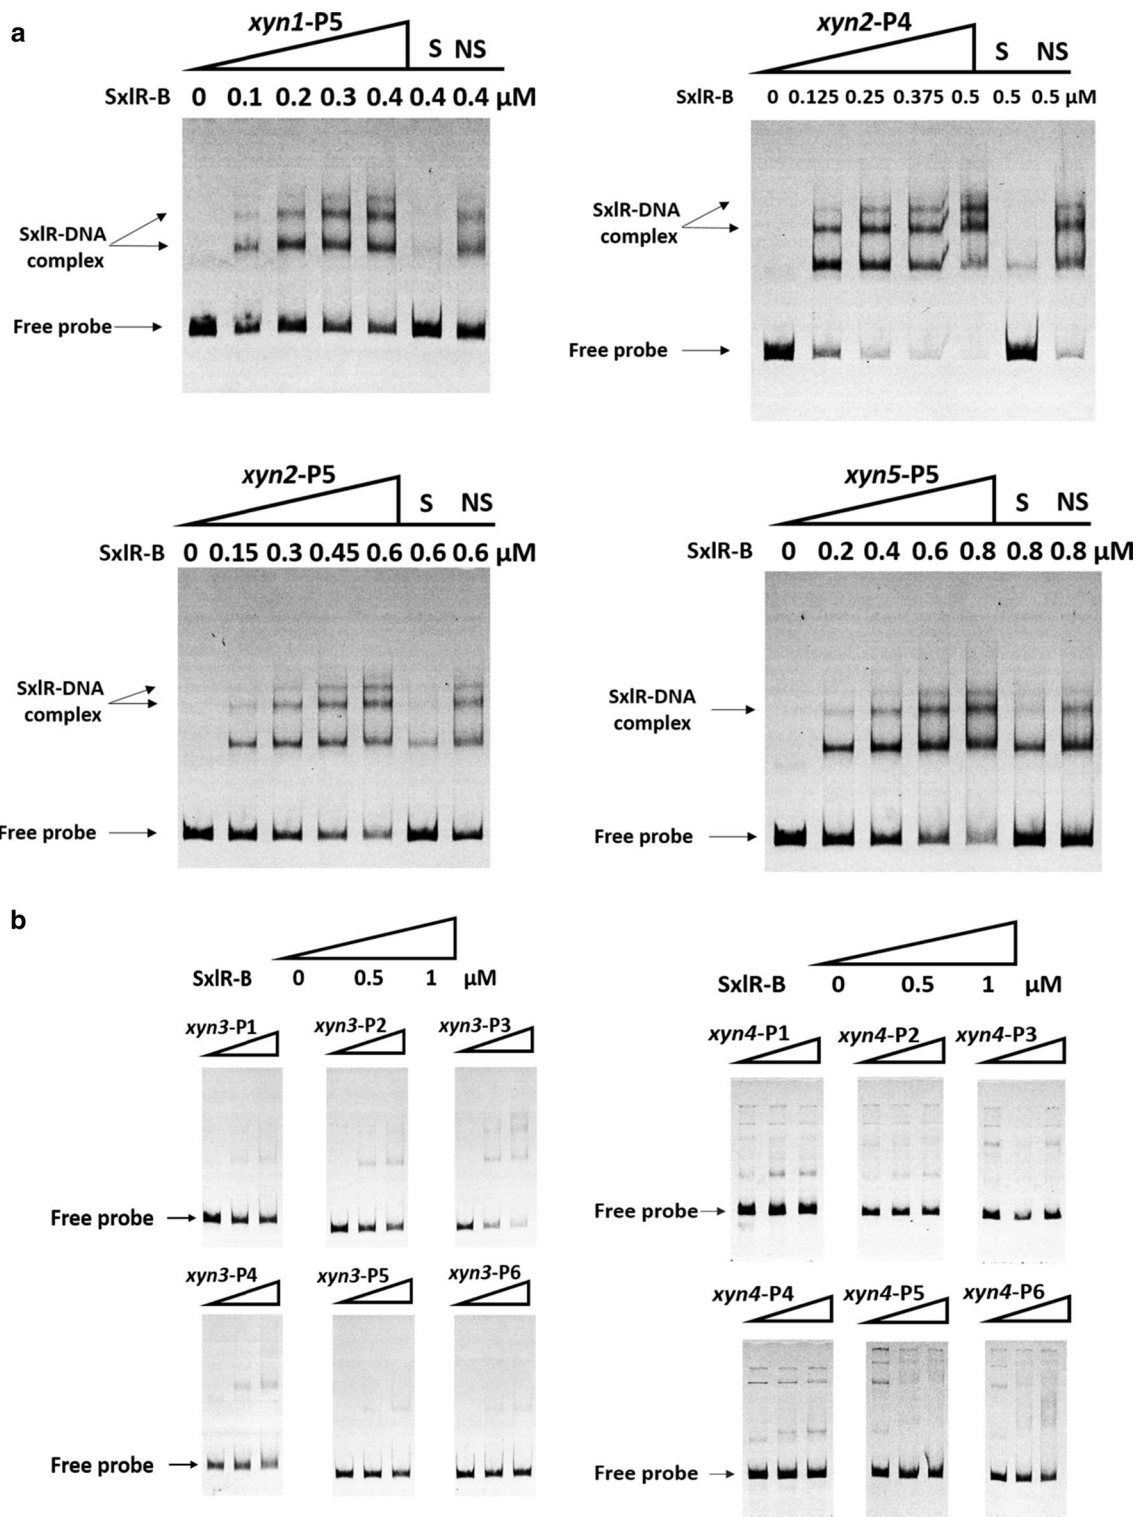 a
xyn1-P5
S NS
SxlR-B 0 0.1 0.2 0.3 0.4 0.4 0.4 µM
SxlR-DNA
complex
Free probe
xyn2-P4
S NS
SxlR-B 0 0.125 0.25 0.375 0.5 0.5 0.5 µM
SxlR-DNA
complex
Free probe
xyn2-P5
S NS
SxlR-B 0 0.15 0.3 0.45 0.6 0.6 0.6 µM
SxlR-DNA
complex
Free probe
xyn5-P5
S NS
SxlR-B 0 0.2 0.4 0.6 0.8 0.8 0.8 µM
SxlR-DNA
complex
Free probe
b
SxlR-B 0 0.5 1 µM
xyn3-P1 xyn3-P2 xyn3-P3
Free probe
xyn3-P4 xyn3-P5 xyn3-P6
Free probe
SxlR-B 0 0.5 1 µM
xyn4-P1 xyn4-P2 xyn4-P3
Free probe
xyn4-P4 xyn4-P5 xyn4-P6
Free probe